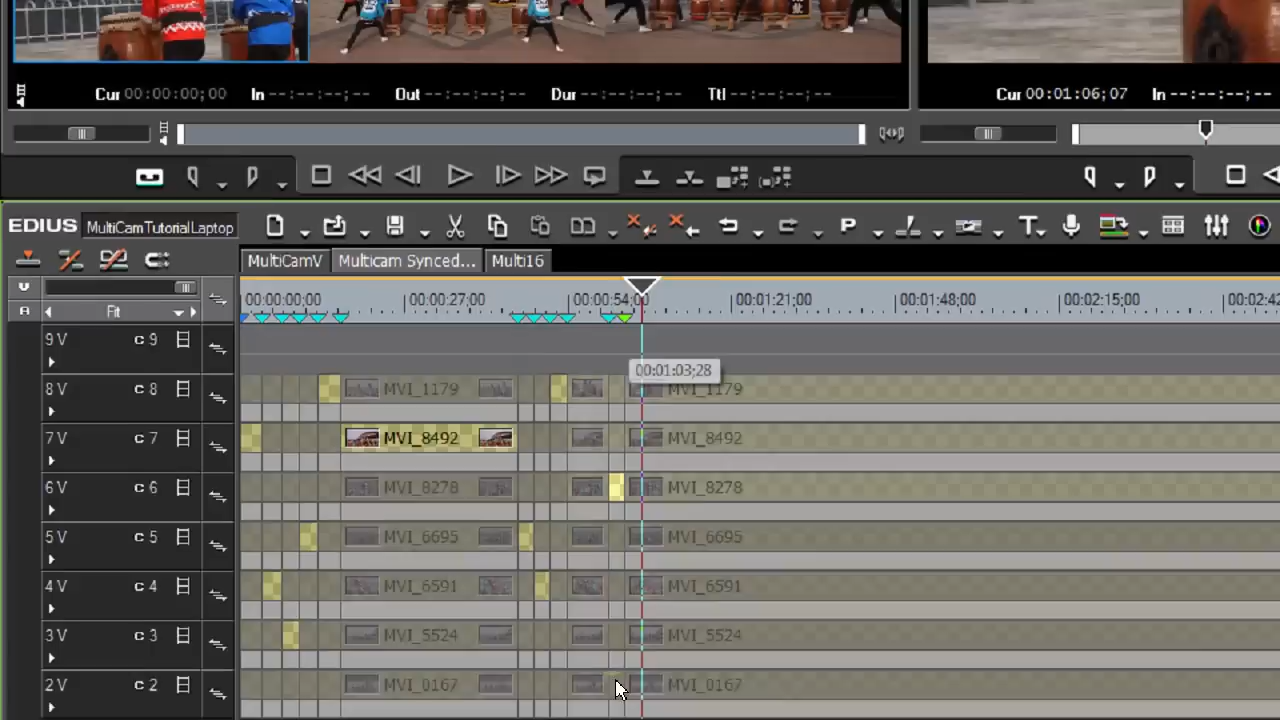 Cur 00:00:00;00 In --:--:--;-- Out --:--:--;-- Dur --:--:--;-- Ttl --:--:--;--
Cur 00:01:06;07 In --:--:--;--
EDIUS MultiCamTutorialLaptop
P T
MultiCamV Multicam Synced... Multi16
00:00:00;00 00:00:27;00 00:00:54;00 00:01:21;00 00:01:48;00 00:02:15;00 00:02:42
Fit
9 V C 9
00:01:03;28
8 V C 8 MVI_1179 MVI_1179
7 V C 7 MVI_8492 MVI_8492
6 V C 6 MVI_8278 MVI_8278
5 V C 5 MVI_6695 MVI_6695
4 V C 4 MVI_6591 MVI_6591
3 V C 3 MVI_5524 MVI_5524
2 V C 2 MVI_0167 MVI_0167